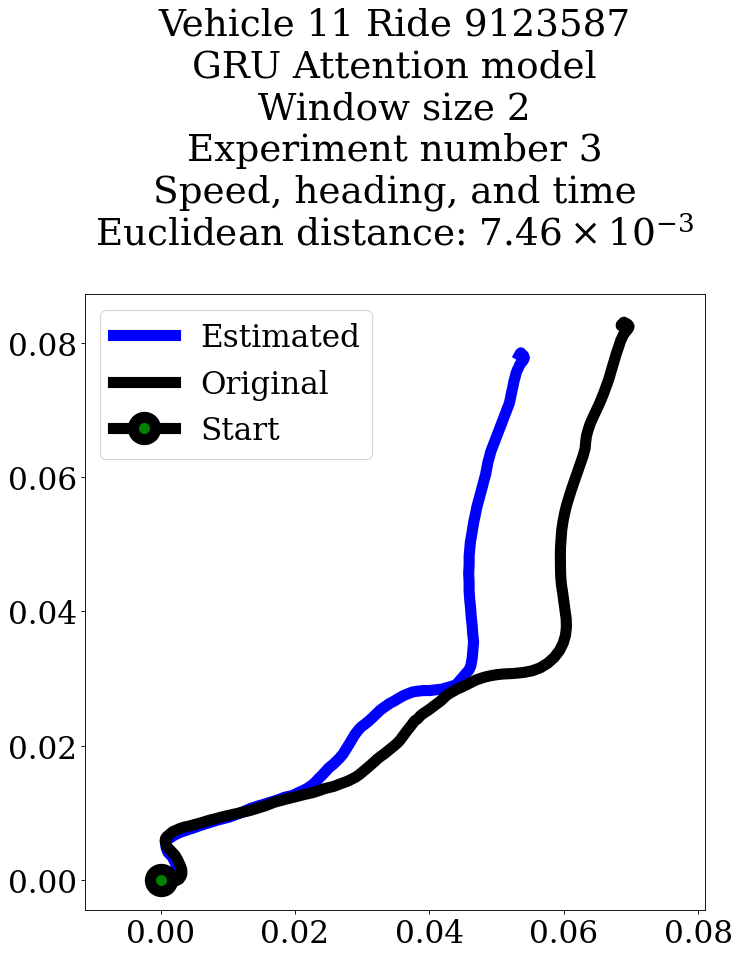 Vehicle 11 Ride 9123587
GRU Attention model
Window size 2
Experiment number 3
Speed, heading, and time
Euclidean distance: 7.46 × 10⁻³
Estimated
Original
Start
0.08
0.06
0.04
0.02
0.00
0.00 0.02 0.04 0.06 0.08